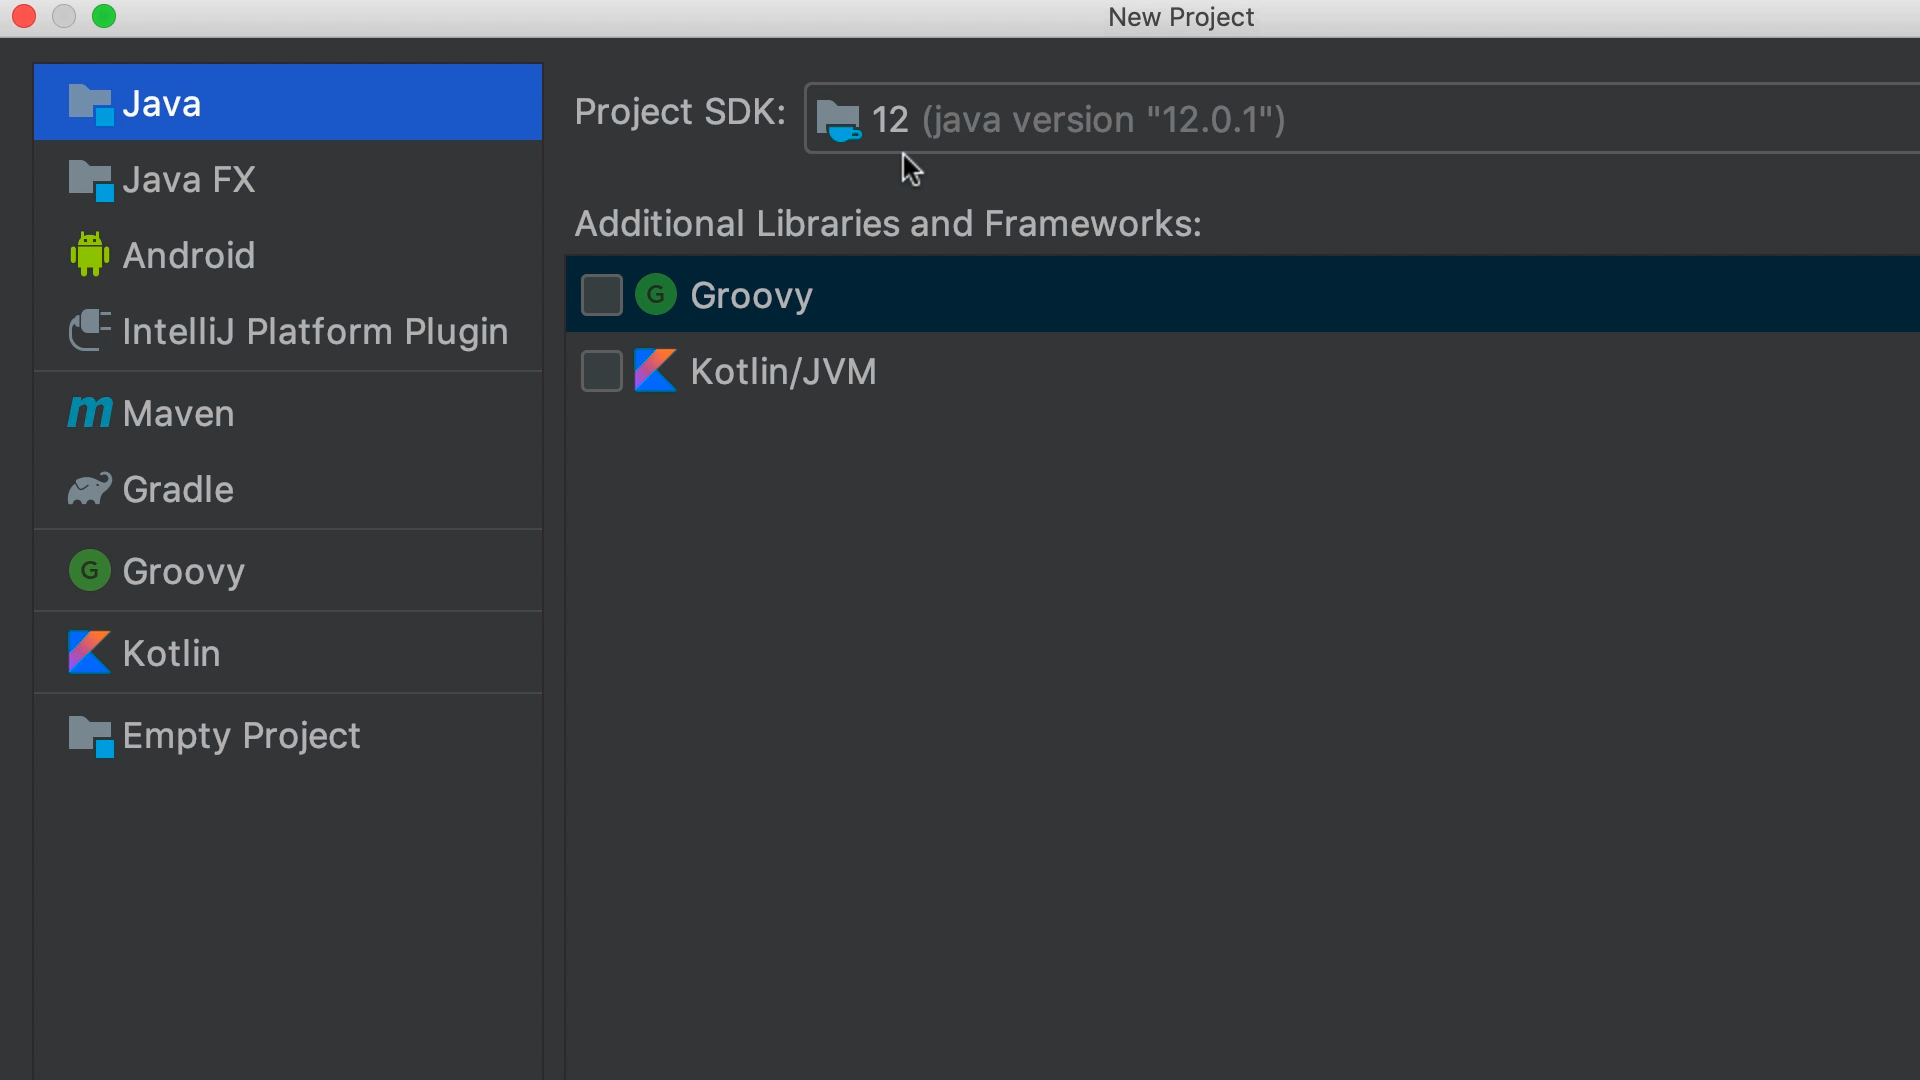 New Project
Java
Java FX
Android
IntelliJ Platform Plugin
Maven
Gradle
G Groovy
Kotlin
Empty Project
Project SDK: 12 (java version "12.0.1")
Additional Libraries and Frameworks:
G Groovy
Kotlin/JVM